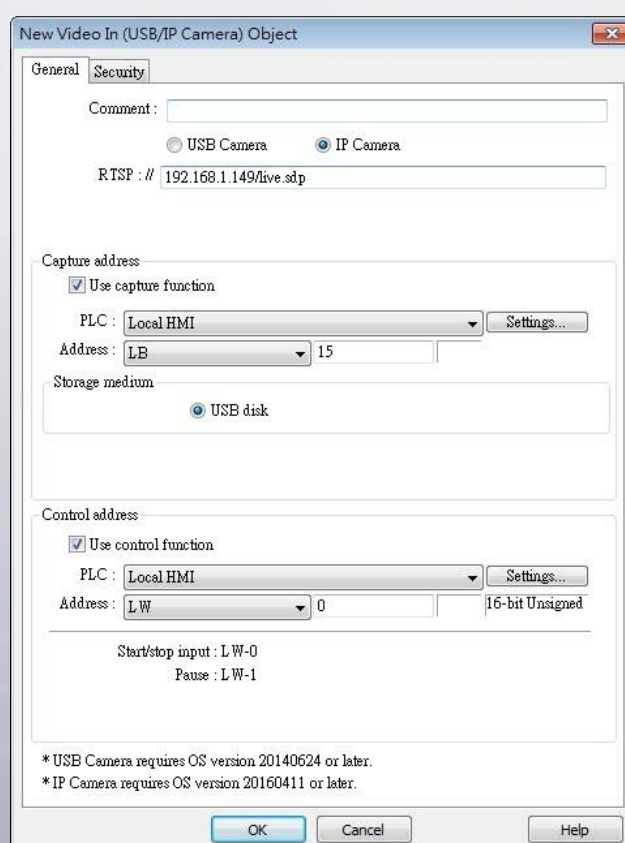 New Video In (USB/IP Camera) Object
General Security
Comment :
USB Camera IP Camera
RTSP : // 192.168.1.149/live.sdp
Capture address
Use capture function
PLC : Local HMI Settings...
Address : LB 15
Storage medium
USB disk
Control address
Use control function
PLC : Local HMI Settings...
Address : LW 0 16-bit Unsigned
Start/stop input : LW-0
Pause : LW-1
* USB Camera requires OS version 20140624 or later.
* IP Camera requires OS version 20160411 or later.
OK Cancel Help